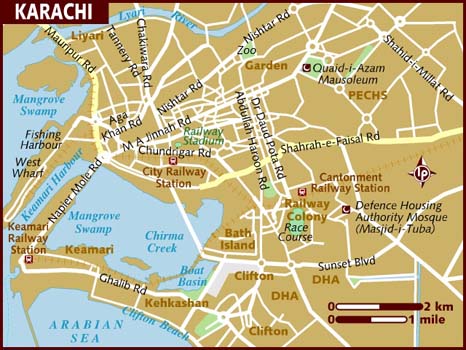 KARACHI
Lyari
River
Lyari
Mauripur Rd
Tannery Rd
Chakiwara Rd
Nishtar Rd
Zoo
Garden
Quaid-i-Azam
Mausoleum
Shahid-i-Millat Rd
PECHS
Mangrove
Swamp
Nishtar Rd
Aga
Khan Rd
M A Jinnah Rd
Railway
Stadium
Dr Daud Pota Rd
Abdullah Haroon Rd
Fishing
Harbour
Chundrigar Rd
Shahrah-e-Faisal Rd
West
Wharf
Keamari Harbour
Napier Mole Rd
City Railway
Station
Cantonment
Railway Station
LP
Mangrove
Swamp
Railway
Colony
Defence Housing
Authority Mosque
(Masjid-i-Tuba)
Keamari
Railway
Station
Keamari
Chirma
Creek
Bath
Island
Race
Course
Boat
Basin
Sunset Blvd
Ghalib Rd
Clifton
DHA
DHA
Kehkashan
Clifton Beach
Clifton
ARABIAN
SEA
0
2 km
0
1 mile